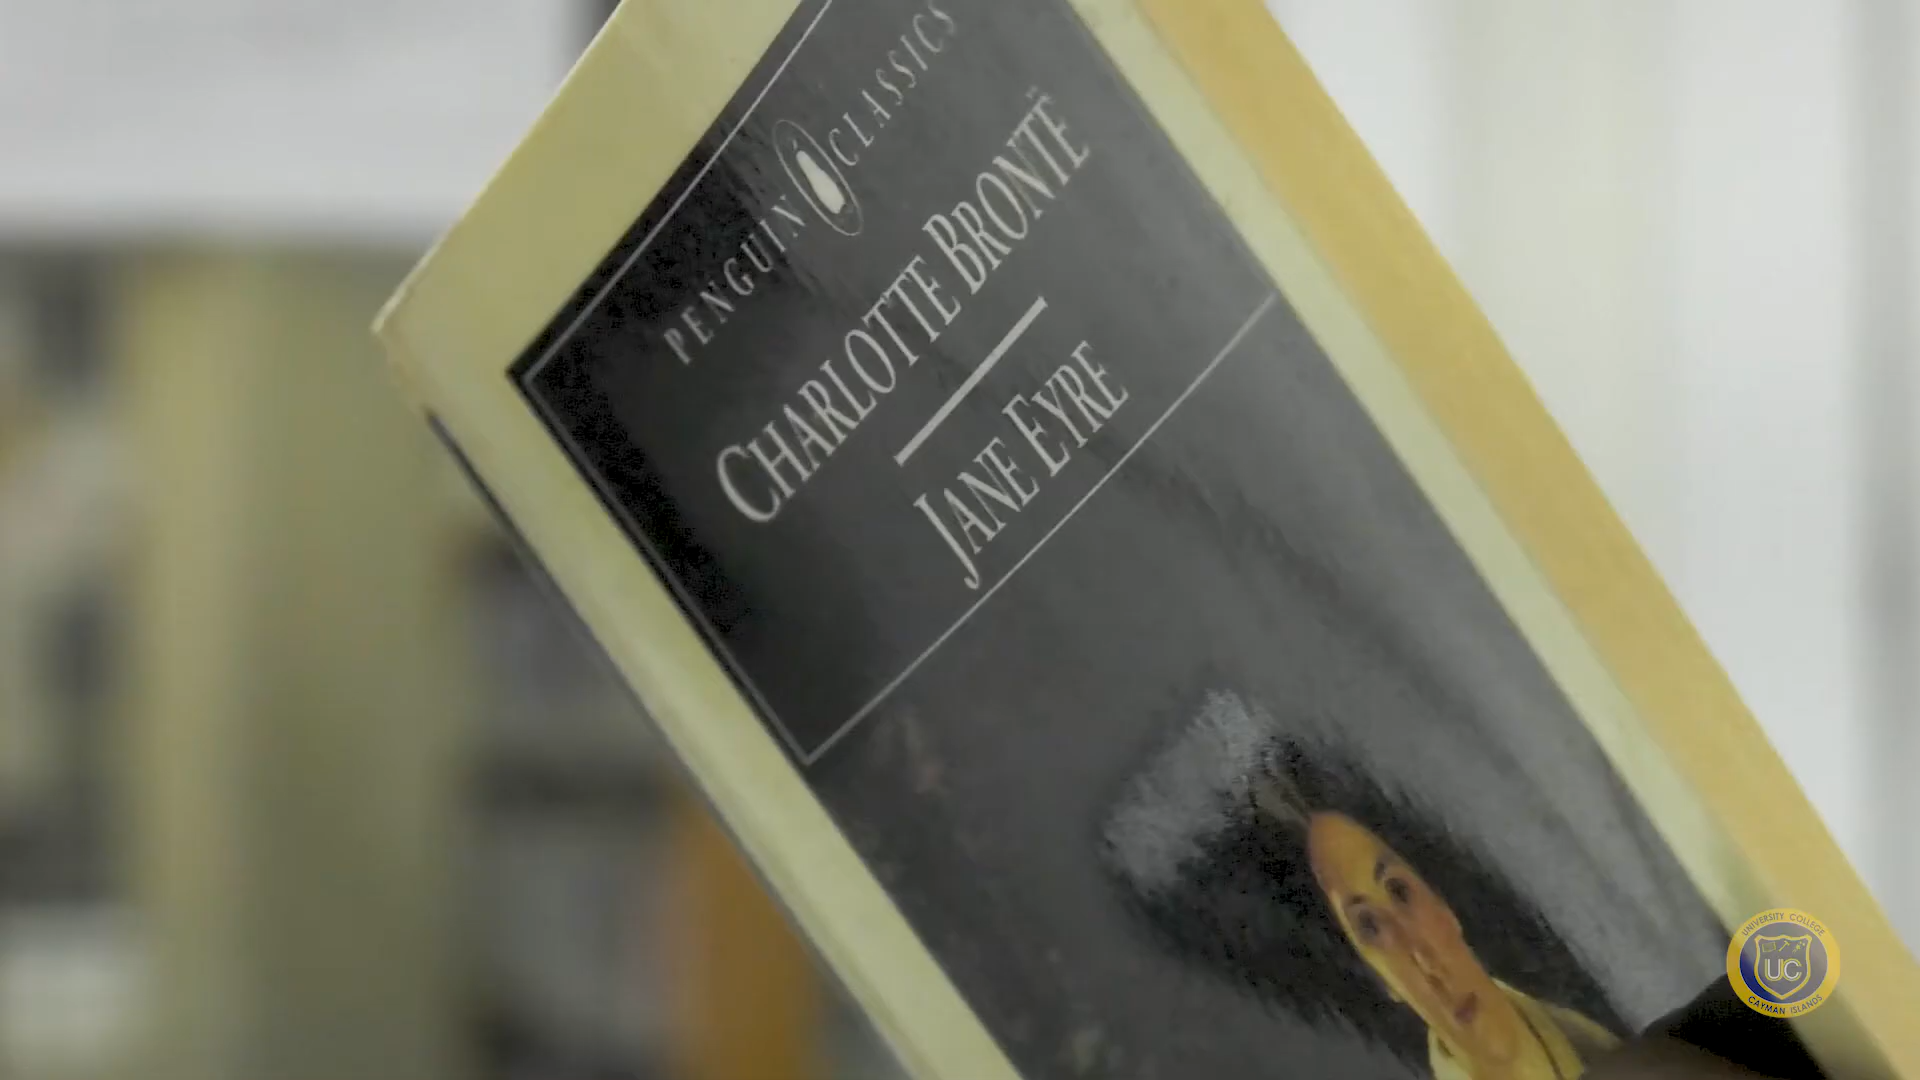 PENGUIN CLASSICS
CHARLOTTE BRONTË
JANE EYRE
UNIVERSITY COLLEGE
UC
CAYMAN ISLANDS